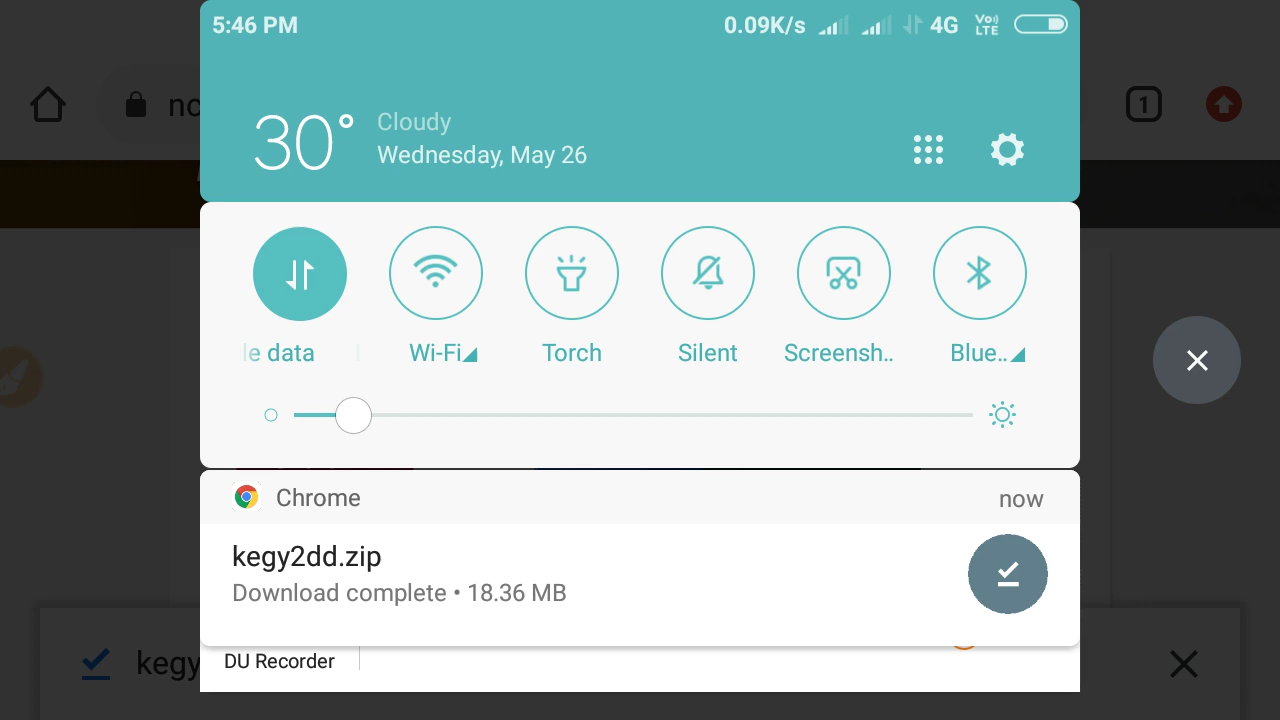 5:46 PM
0.09K/s 4G Vo LTE
nc
1
30°
Cloudy
Wednesday, May 26
le data
Wi-Fi
Torch
Silent
Screensh..
Blue..
Chrome
now
kegy2dd.zip
Download complete • 18.36 MB
kegy
DU Recorder